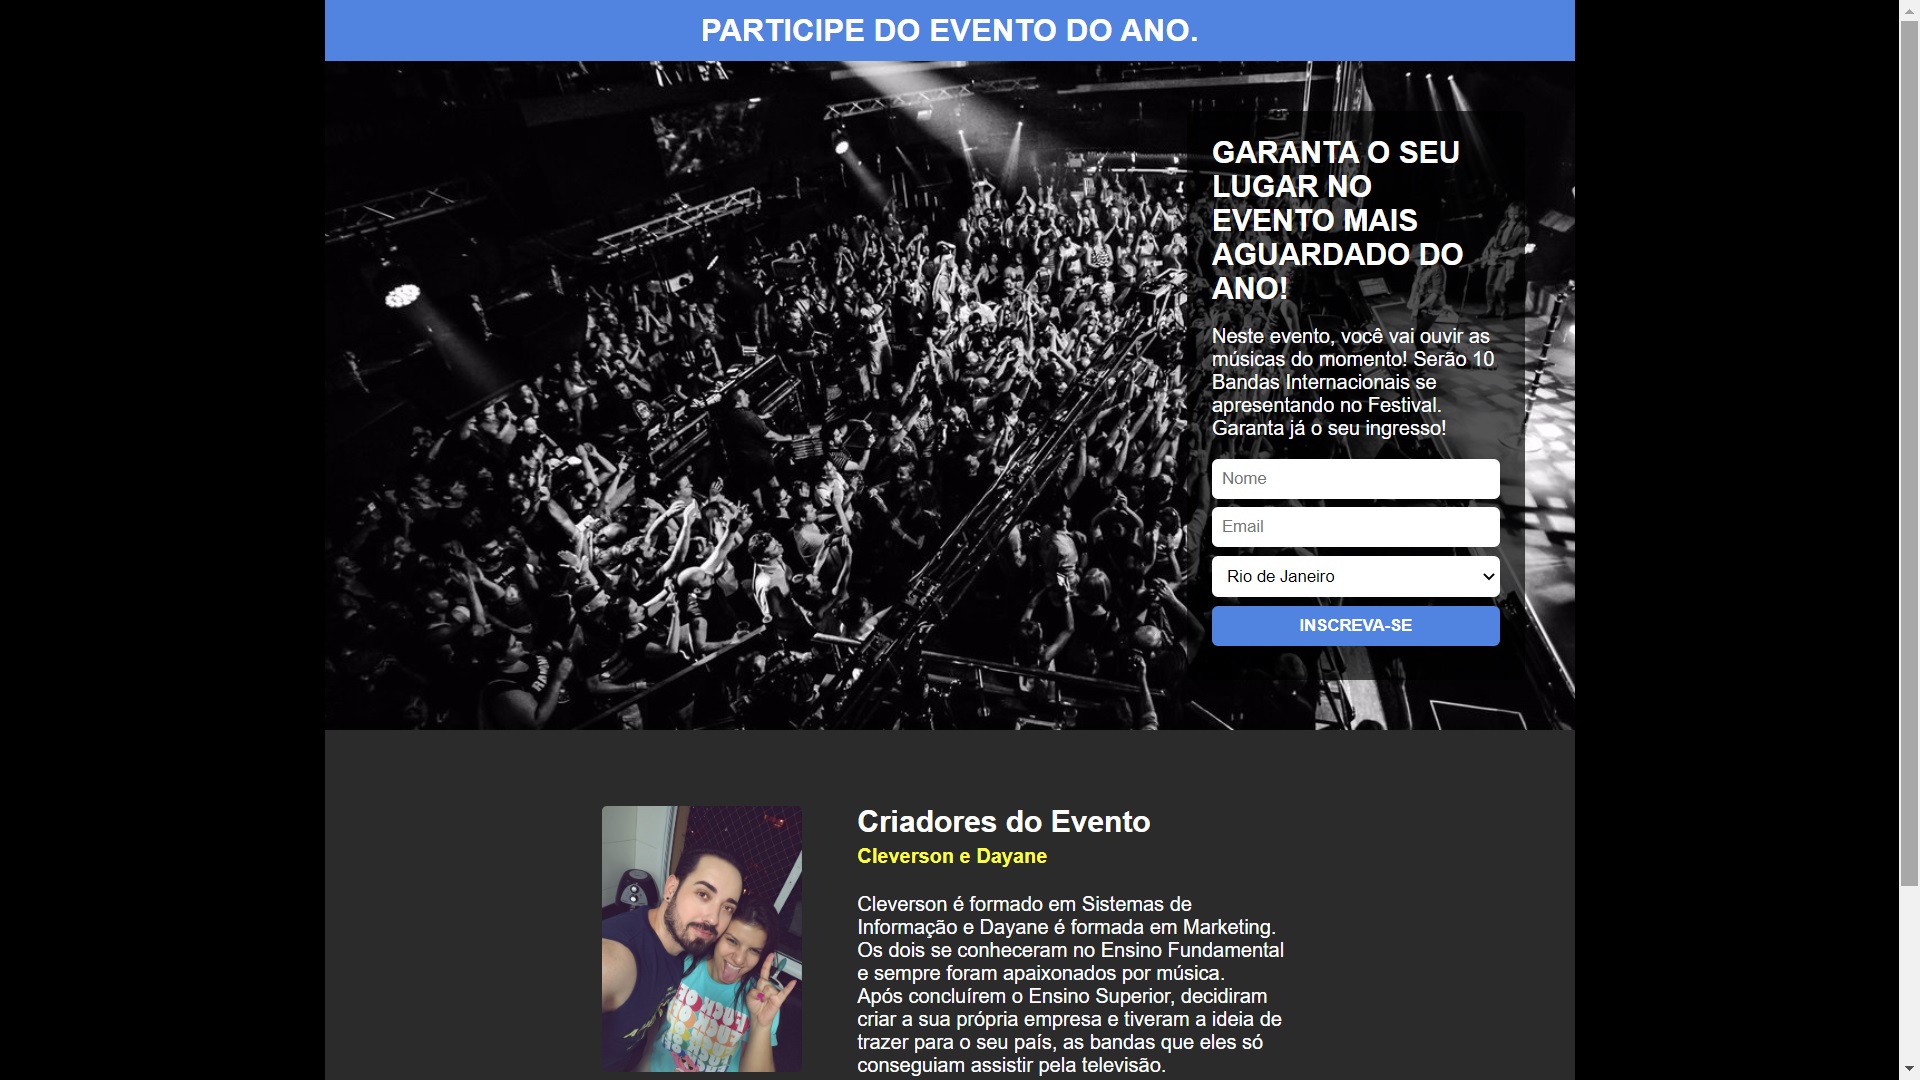 PARTICIPE DO EVENTO DO ANO.
GARANTA O SEU
LUGAR NO
EVENTO MAIS
AGUARDADO DO
ANO!
Neste evento, você vai ouvir as
músicas do momento! Serão 10
Bandas Internacionais se
apresentando no Festival.
Garanta já o seu ingresso!
Nome
Email
Rio de Janeiro
INSCREVA-SE
Criadores do Evento
Cleverson e Dayane
Cleverson é formado em Sistemas de
Informação e Dayane é formada em Marketing.
Os dois se conheceram no Ensino Fundamental
e sempre foram apaixonados por música.
Após concluírem o Ensino Superior, decidiram
criar a sua própria empresa e tiveram a ideia de
trazer para o seu país, as bandas que eles só
conseguiam assistir pela televisão.